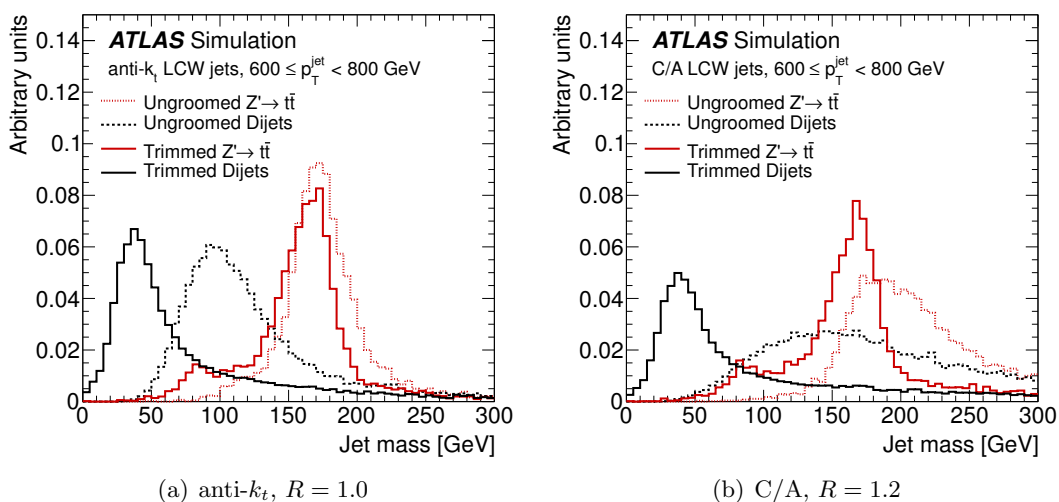 Arbitrary units
0.14
0.12
0.1
0.08
0.06
0.04
0.02
0
ATLAS Simulation
anti-k_t LCW jets, 600 ≤ p_T^jet < 800 GeV
Ungroomed Z'→ tt̄
Ungroomed Dijets
Trimmed Z'→ tt̄
Trimmed Dijets
0 50 100 150 200 250 300
Jet mass [GeV]
(a) anti-k_t, R = 1.0
Arbitrary units
0.14
0.12
0.1
0.08
0.06
0.04
0.02
0
ATLAS Simulation
C/A LCW jets, 600 ≤ p_T^jet < 800 GeV
Ungroomed Z'→ tt̄
Ungroomed Dijets
Trimmed Z'→ tt̄
Trimmed Dijets
0 50 100 150 200 250 300
Jet mass [GeV]
(b) C/A, R = 1.2